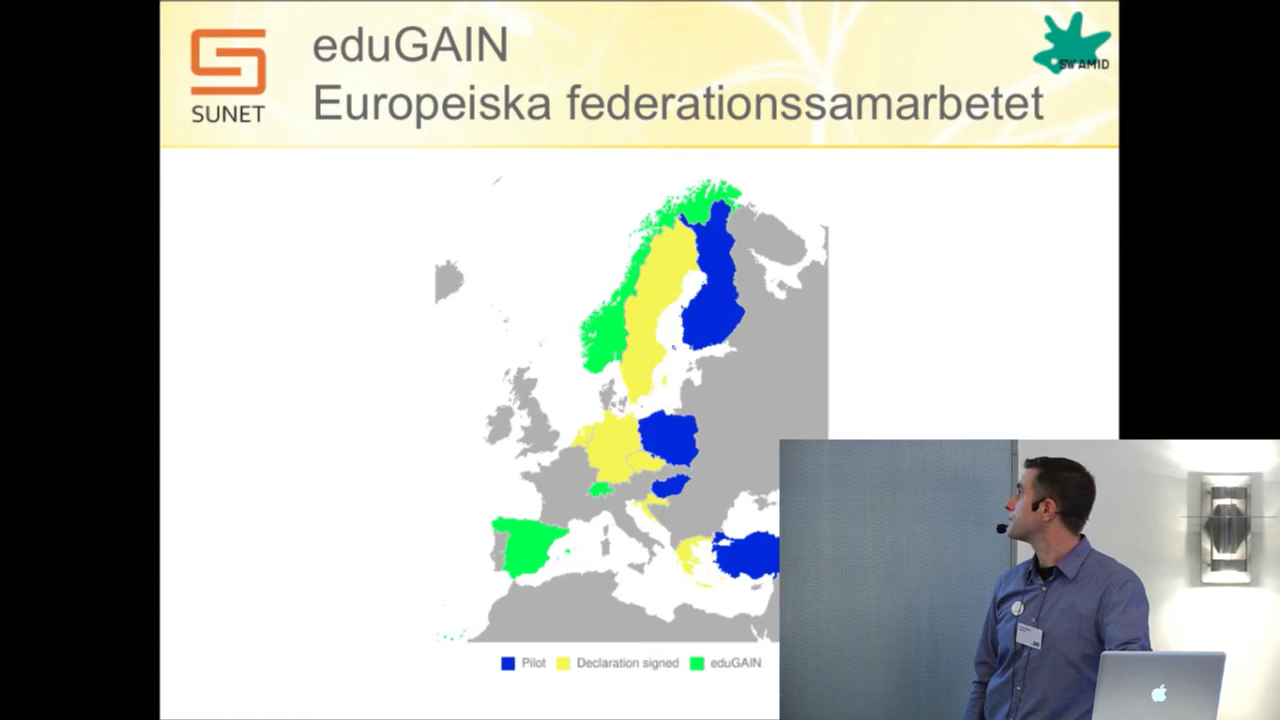 eduGAIN
Europeiska federationssamarbetet
SUNET
SWAMID
Pilot
Declaration signed
eduGAIN